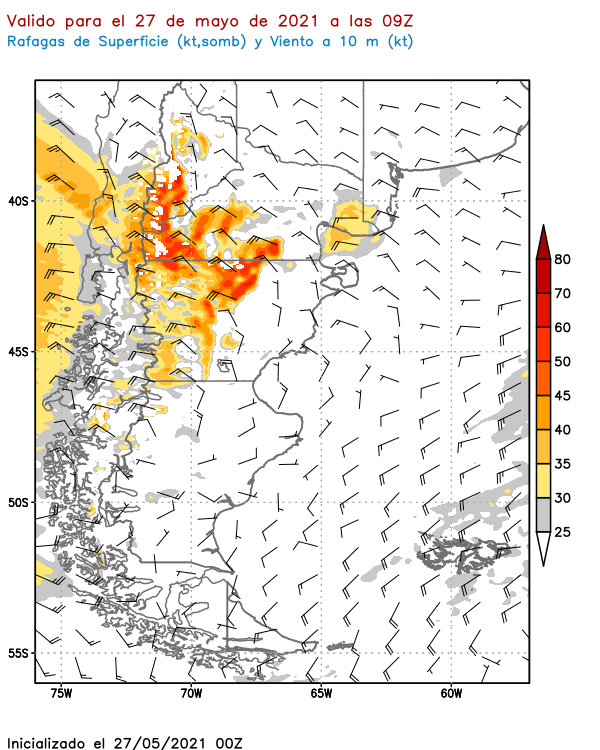 Valido para el 27 de mayo de 2021 a las 09Z
Rafagas de Superficie (kt,somb) y Viento a 10 m (kt)
40S
45S
50S
55S
75W 70W 65W 60W
80
70
60
50
45
40
35
30
25
Inicializado el 27/05/2021 00Z